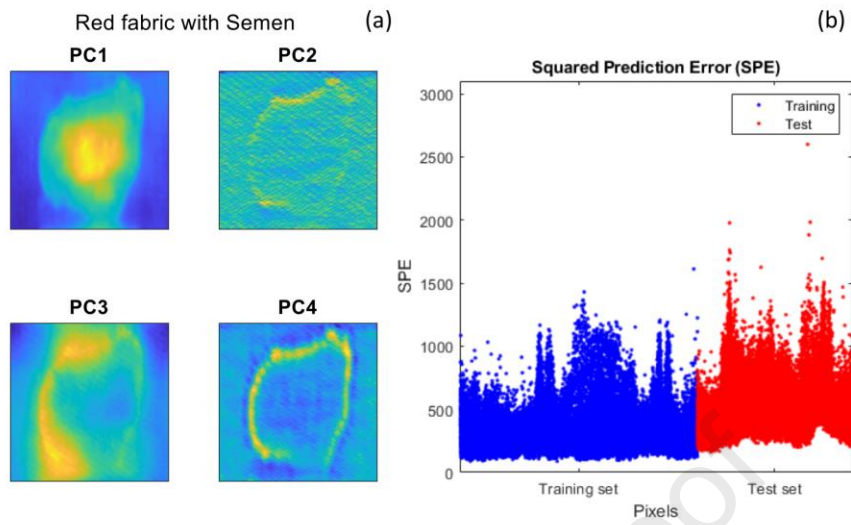 Red fabric with Semen
(a)
PC1
PC2
PC3
PC4
(b)
Squared Prediction Error (SPE)
Training
Test
3000
2500
2000
1500
1000
500
0
SPE
Training set
Test set
Pixels